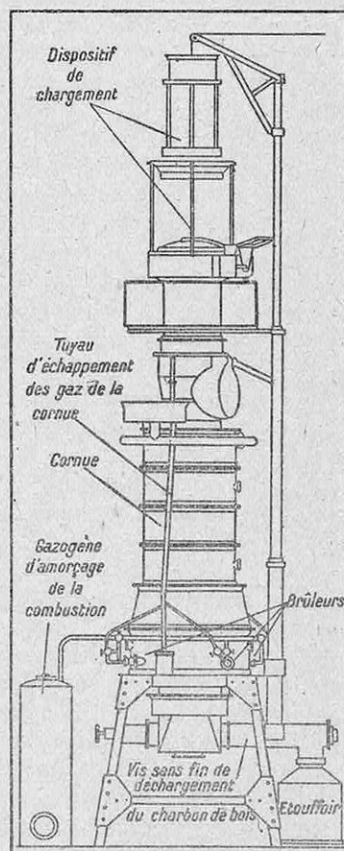 Dispositif
de
chargement
Tuyau
d'échappement
des gaz de la
cornue
Cornue
Gazogène
d'amorçage
de la
combustion
Brûleurs
Vis sans fin de
déchargement
du charbon de bois
Etouffoir